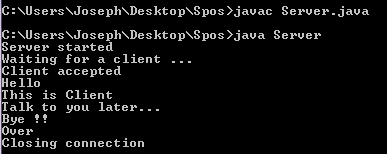 C:\Users\Joseph\Desktop\Spos>javac Server.java
C:\Users\Joseph\Desktop\Spos>java Server
Server started
Waiting for a client ...
Client accepted
Hello
This is Client
Talk to you later...
Bye !!
Over
Closing connection